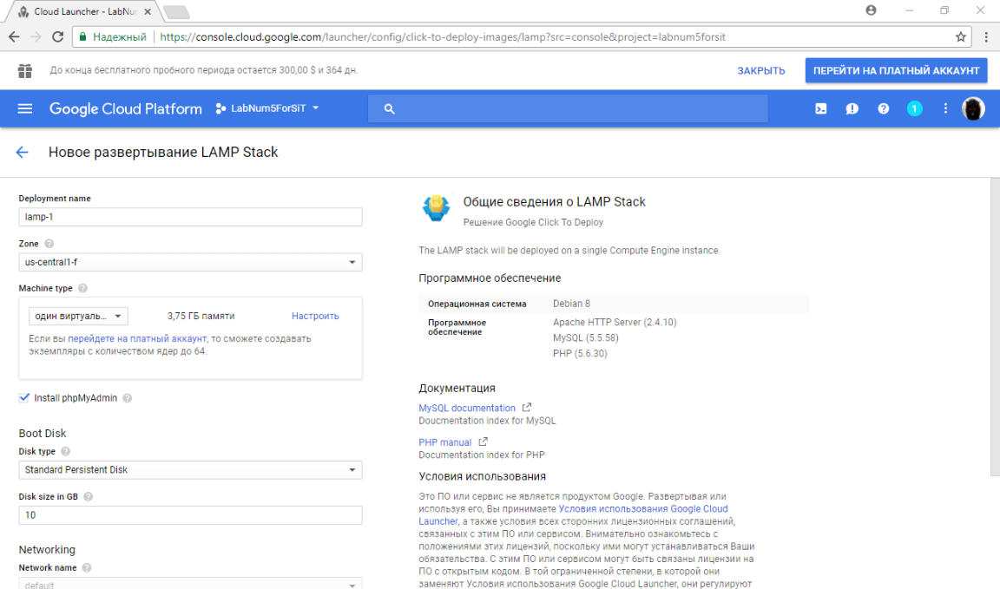 Cloud Launcher - LabNu
Надежный https://console.cloud.google.com/launcher/config/click-to-deploy-images/lamp?src=console&project=labnum5forsit
До конца бесплатного пробного периода остается 300,00 $ и 364 дн.
ЗАКРЫТЬ
ПЕРЕЙТИ НА ПЛАТНЫЙ АККАУНТ
Google Cloud Platform
LabNum5ForSiT
1
Новое развертывание LAMP Stack
Deployment name
lamp-1
Zone
us-central1-f
Machine type
один виртуаль...
3,75 ГБ памяти
Настроить
Если вы перейдете на платный аккаунт, то сможете создавать
экземпляры с количеством ядер до 64.
Install phpMyAdmin
Boot Disk
Disk type
Standard Persistent Disk
Disk size in GB
10
Networking
Network name
default
Общие сведения о LAMP Stack
Решение Google Click To Deploy
The LAMP stack will be deployed on a single Compute Engine instance.
Программное обеспечение
Операционная система Debian 8
Программное обеспечение
Apache HTTP Server (2.4.10)
MySQL (5.5.58)
PHP (5.6.30)
Документация
MySQL documentation
Doucmentation index for MySQL
PHP manual
Documentation index for PHP
Условия использования
Это ПО или сервис не является продуктом Google. Развертывая или
используя его, Вы принимаете Условия использования Google Cloud
Launcher, а также условия всех сторонних лицензионных соглашений,
связанных с этим ПО или сервисом. Внимательно ознакомьтесь с
положениями этих лицензий, поскольку ими могут устанавливаться Ваши
обязательства. С этим ПО или сервисом могут быть связаны лицензии на
ПО с открытым кодом. В той ограниченной степени, в которой они
заменяют Условия использования Google Cloud Launcher, они регулируют